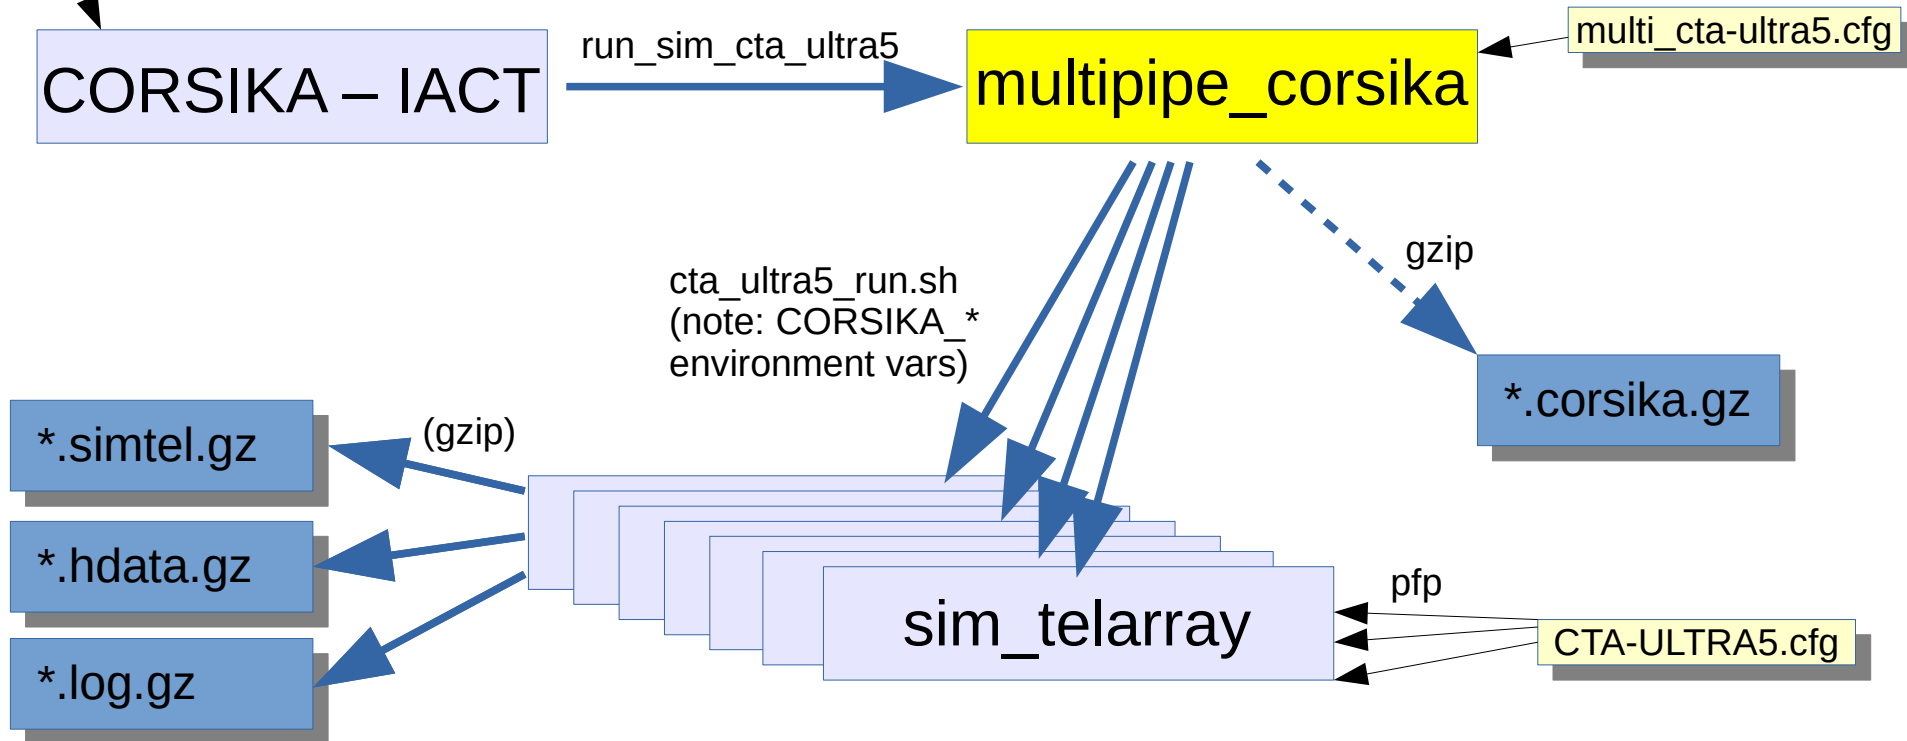 multi_cta-ultra5.cfg
run_sim_cta_ultra5
CORSIKA – IACT
multipipe_corsika
gzip
cta_ultra5_run.sh
(note: CORSIKA_*
environment vars)
*.corsika.gz
(gzip)
*.simtel.gz
*.hdata.gz
pfp
sim_telarray
CTA-ULTRA5.cfg
*.log.gz